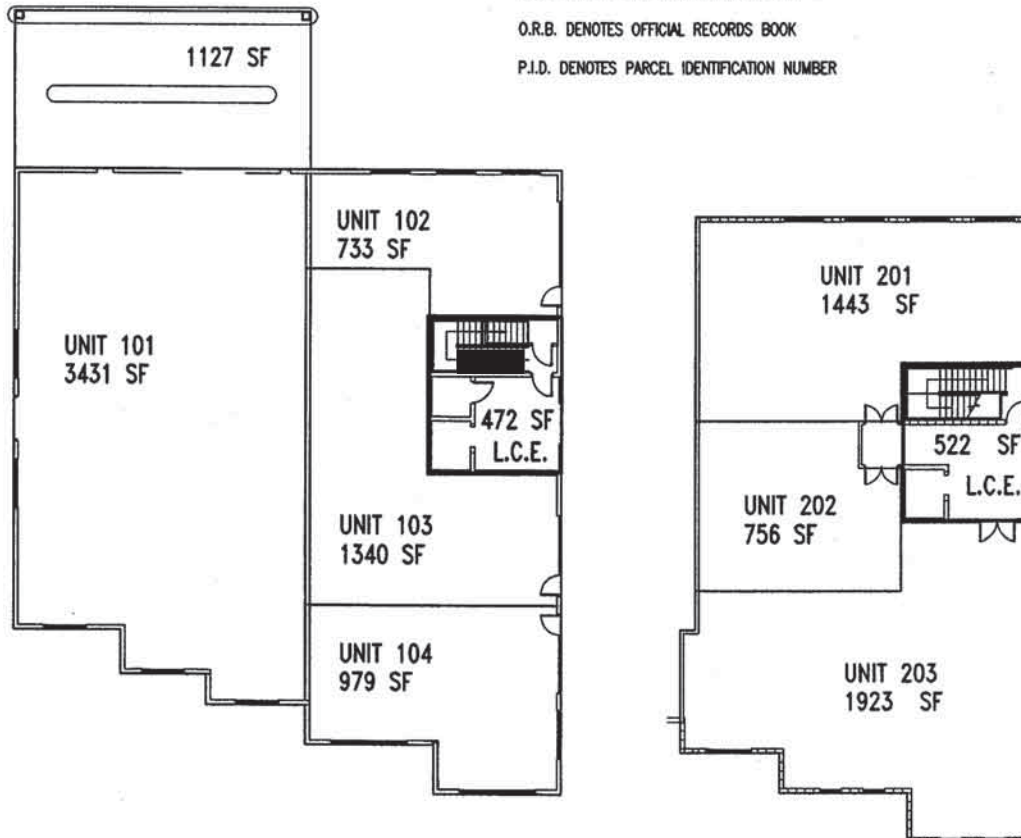 O.R.B. DENOTES OFFICIAL RECORDS BOOK
P.I.D. DENOTES PARCEL IDENTIFICATION NUMBER
1127 SF
UNIT 102
733 SF
UNIT 101
3431 SF
472 SF
L.C.E.
UNIT 103
1340 SF
UNIT 104
979 SF
UNIT 201
1443 SF
522 SF
L.C.E.
UNIT 202
756 SF
UNIT 203
1923 SF